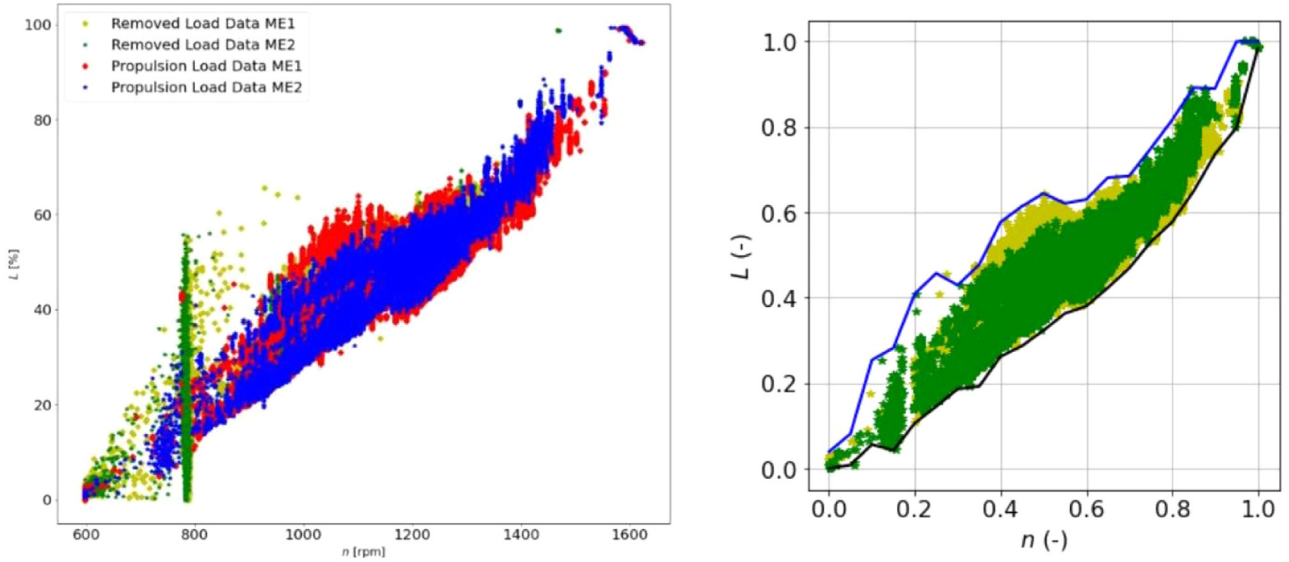 Removed Load Data ME1
Removed Load Data ME2
Propulsion Load Data ME1
Propulsion Load Data ME2
100
80
60
40
20
0
L [%]
600 800 1000 1200 1400 1600
n [rpm]
1.0
0.8
0.6
0.4
0.2
0.0
L (-)
0.0 0.2 0.4 0.6 0.8 1.0
n (-)